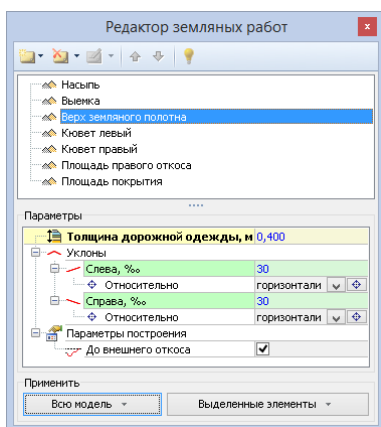 Редактор земляных работ
Насыпь
Выемка
Верх земляного полотна
Кювет левый
Кювет правый
Площадь правого откоса
Площадь покрытия
Параметры
Толщина дорожной одежды, м 0,400
Уклоны
Слева, ‰ 30
Относительно горизонтали
Справа, ‰ 30
Относительно горизонтали
Параметры построения
До внешнего откоса
Применить
Всю модель Выделенные элементы